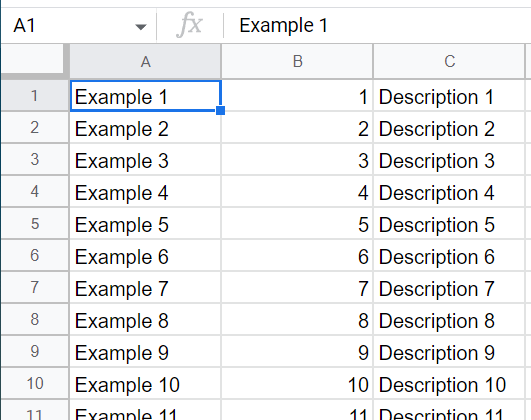 A1 fx Example 1
A B C
1 Example 1 1 Description 1
2 Example 2 2 Description 2
3 Example 3 3 Description 3
4 Example 4 4 Description 4
5 Example 5 5 Description 5
6 Example 6 6 Description 6
7 Example 7 7 Description 7
8 Example 8 8 Description 8
9 Example 9 9 Description 9
10 Example 10 10 Description 10
11 Example 11 11 Description 11